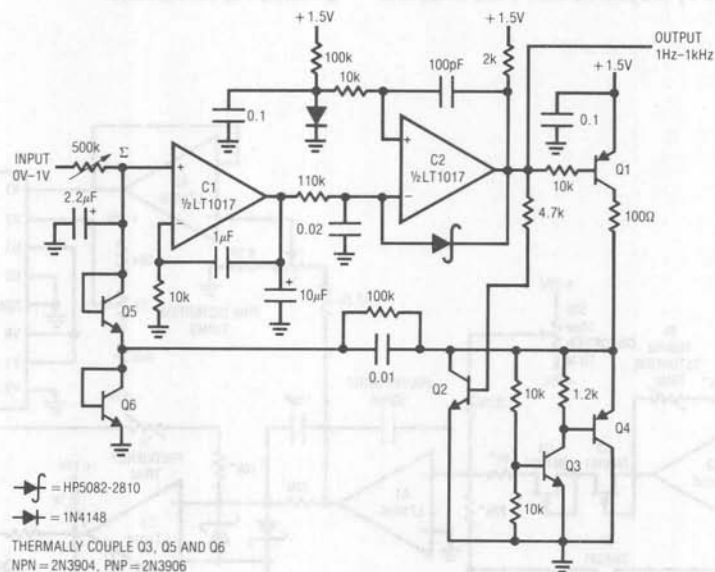 +1.5V
100k
10k
0.1
100pF
+1.5V
2k
OUTPUT
1Hz–1kHz
+1.5V
0.1
INPUT
0V–1V
500k
Σ
2.2µF
+
+
−
C1
½LT1017
110k
0.02
+
−
C2
½LT1017
10k
Q1
100Ω
4.7k
1µF
10k
+
10µF
Q5
100k
0.01
Q6
Q2
10k
1.2k
Q4
Q3
10k
=HP5082-2810
=1N4148
THERMALLY COUPLE Q3, Q5 AND Q6
NPN = 2N3904, PNP = 2N3906